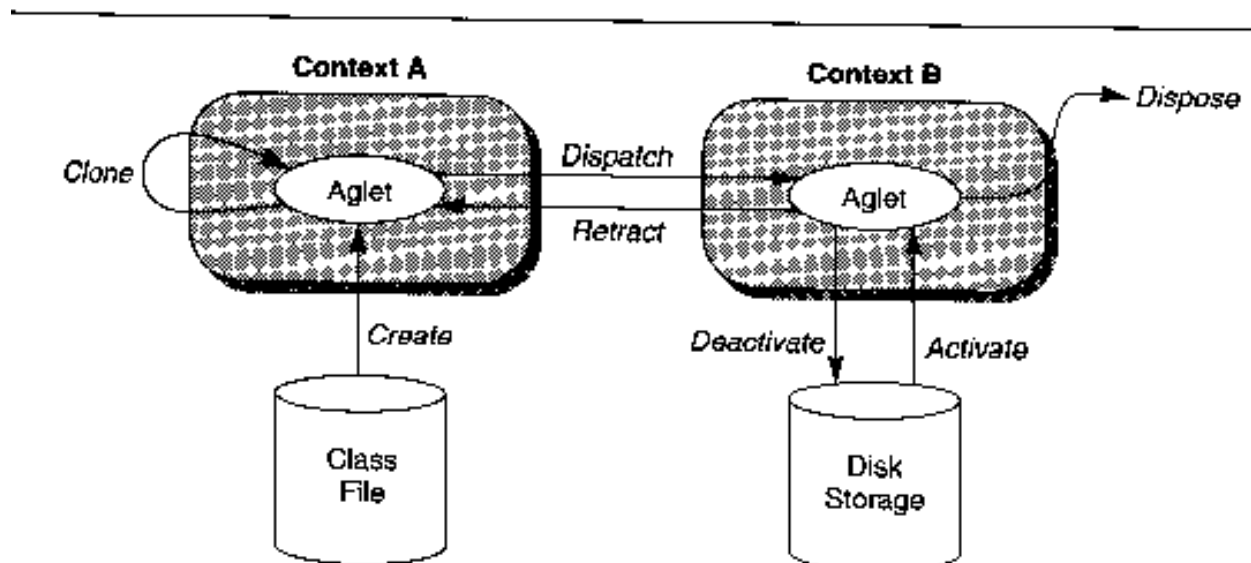 Context A
Context B
Dispose
Clone
Dispatch
Aglet
Aglet
Retract
Create
Deactivate
Activate
Class
File
Disk
Storage